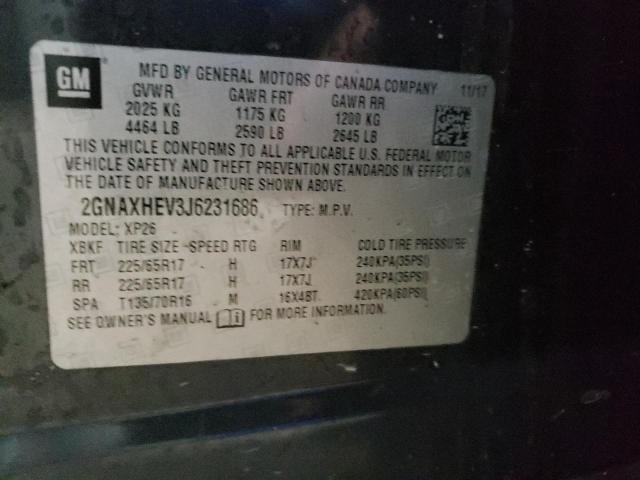 GM
MFD BY GENERAL MOTORS OF CANADA COMPANY 11/17
GVWR GAWR FRT GAWR RR
2025 KG 1175 KG 1200 KG
4464 LB 2590 LB 2645 LB
THIS VEHICLE CONFORMS TO ALL APPLICABLE U.S. FEDERAL MOTOR
VEHICLE SAFETY AND THEFT PREVENTION STANDARDS IN EFFECT ON
THE DATE OF MANUFACTURE SHOWN ABOVE.
2GNAXHEV3J6231686 TYPE: M.P.V.
MODEL: XP26
XBKF TIRE SIZE -SPEED RTG RIM COLD TIRE PRESSURE
FRT 225/65R17 H 17X7J 240KPA(35PSI)
RR 225/65R17 H 17X7J 240KPA(35PSI)
SPA T135/70R16 M 16X4BT 420KPA(60PSI)
SEE OWNER'S MANUAL FOR MORE INFORMATION.